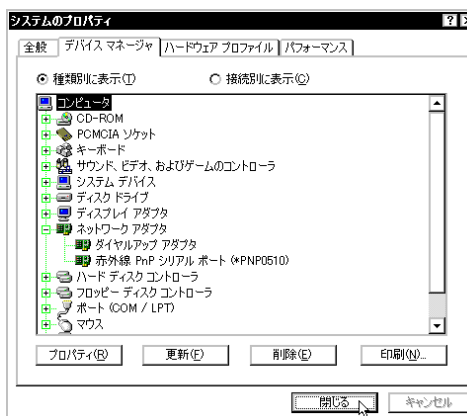 システムのプロパティ
全般 デバイス マネージャ ハードウェア プロファイル パフォーマンス
種類別に表示(T) 接続別に表示(C)
コンピュータ
CD-ROM
PCMCIA ソケット
キーボード
サウンド、ビデオ、およびゲームのコントローラ
システム デバイス
ディスク ドライブ
ディスプレイ アダプタ
ネットワーク アダプタ
ダイヤルアップ アダプタ
赤外線 PnP シリアル ポート (*PNP0510)
ハード ディスク コントローラ
フロッピー ディスク コントローラ
ポート (COM / LPT)
マウス
プロパティ(R) 更新(F) 削除(E) 印刷(N)...
閉じる キャンセル